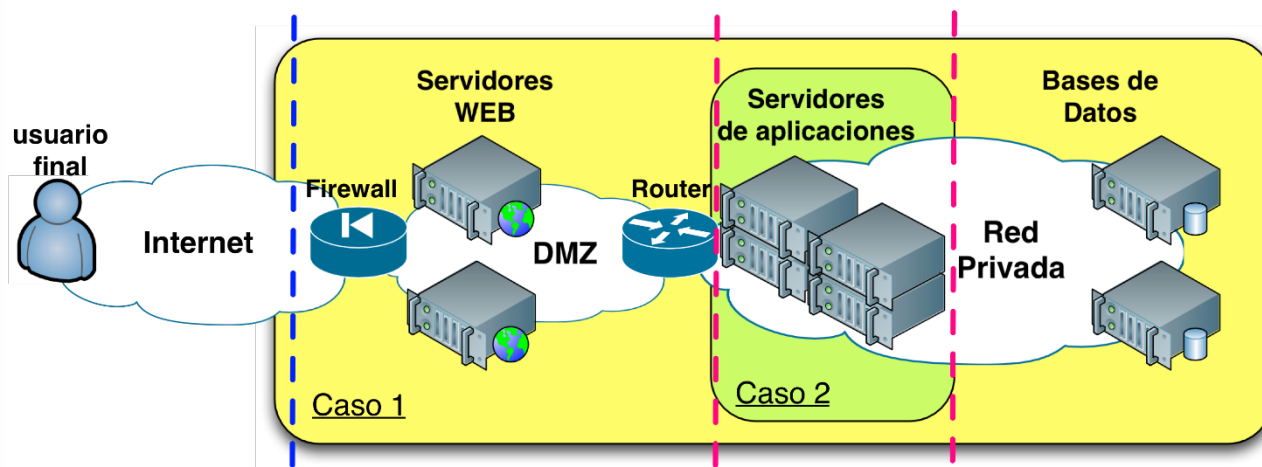 usuario
final
Internet
Firewall
Servidores
WEB
DMZ
Router
Servidores
de aplicaciones
Red
Privada
Bases de
Datos
Caso 1
Caso 2